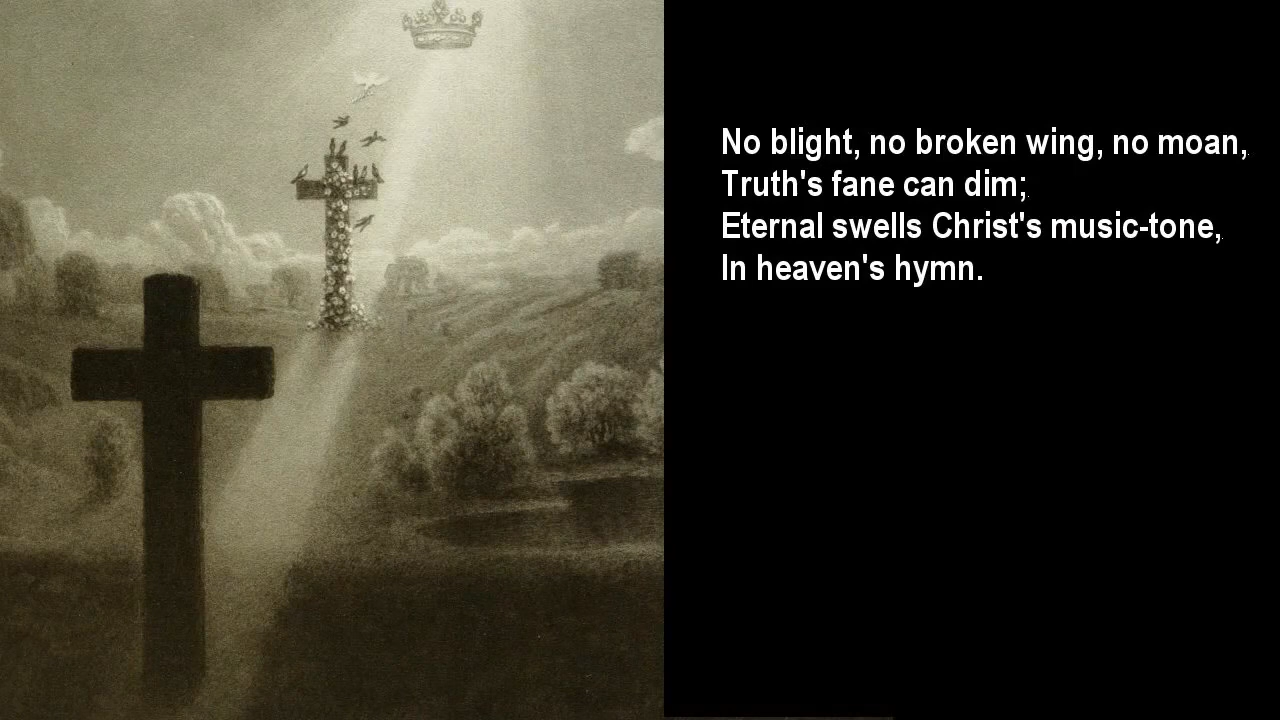 No blight, no broken wing, no moan,
Truth's fane can dim;
Eternal swells Christ's music-tone,
In heaven's hymn.